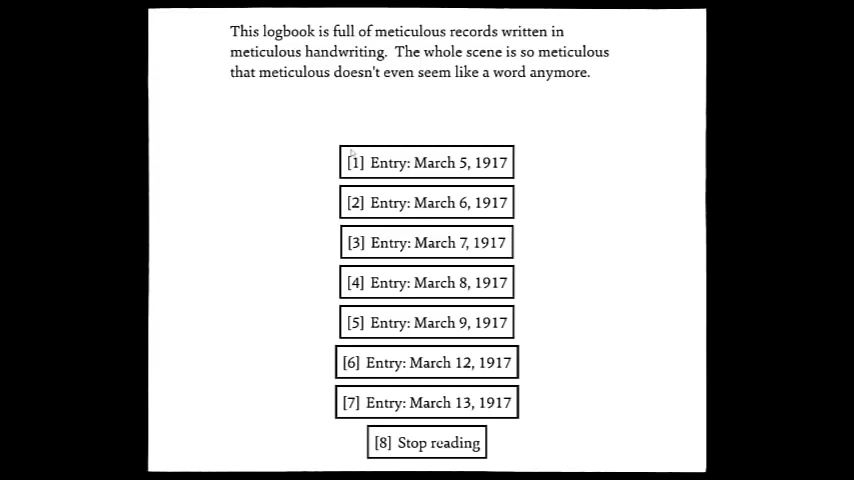 This logbook is full of meticulous records written in
meticulous handwriting.  The whole scene is so meticulous
that meticulous doesn't even seem like a word anymore.
[1] Entry: March 5, 1917
[2] Entry: March 6, 1917
[3] Entry: March 7, 1917
[4] Entry: March 8, 1917
[5] Entry: March 9, 1917
[6] Entry: March 12, 1917
[7] Entry: March 13, 1917
[8] Stop reading